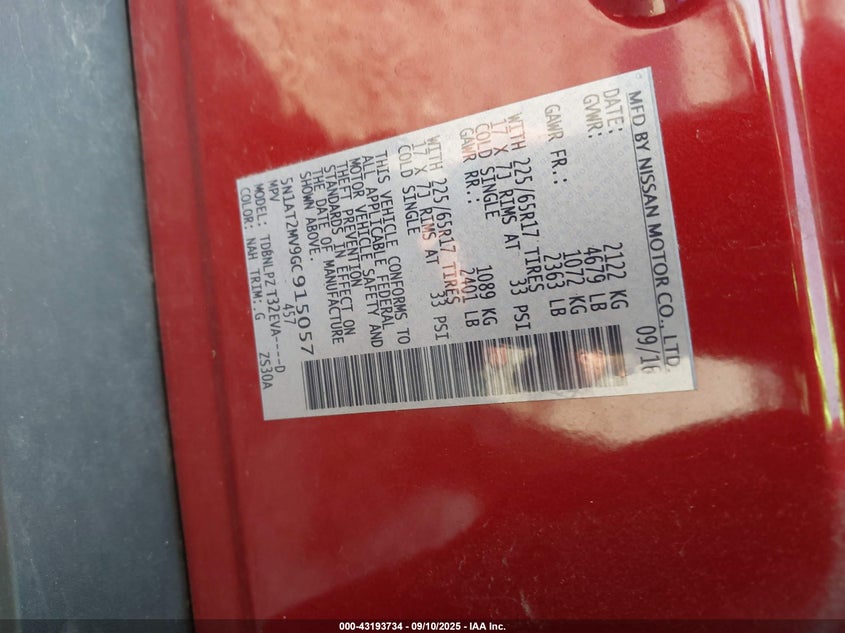 MFD BY NISSAN MOTOR CO., LTD.
DATE: 09/16
GVWR: 2122 KG
4679 LB
GAWR FR.: 1072 KG
2363 LB
WITH 225/65R17 TIRES
17 X 7J RIMS AT 33 PSI
COLD SINGLE
GAWR RR.: 1089 KG
2401 LB
WITH 225/65R17 TIRES
17 X 7J RIMS AT 33 PSI
COLD SINGLE
THIS VEHICLE CONFORMS TO
ALL APPLICABLE FEDERAL
MOTOR VEHICLE SAFETY AND
THEFT PREVENTION
STANDARDS IN EFFECT ON
THE DATE OF MANUFACTURE
SHOWN ABOVE.
5N1AT2MV9GC915057
MPV 457
MODEL: TDBNLPZ T32EVA----D
COLOR: NAH TRIM: G ZS30A
000-43193734 - 09/10/2025 - IAA Inc.